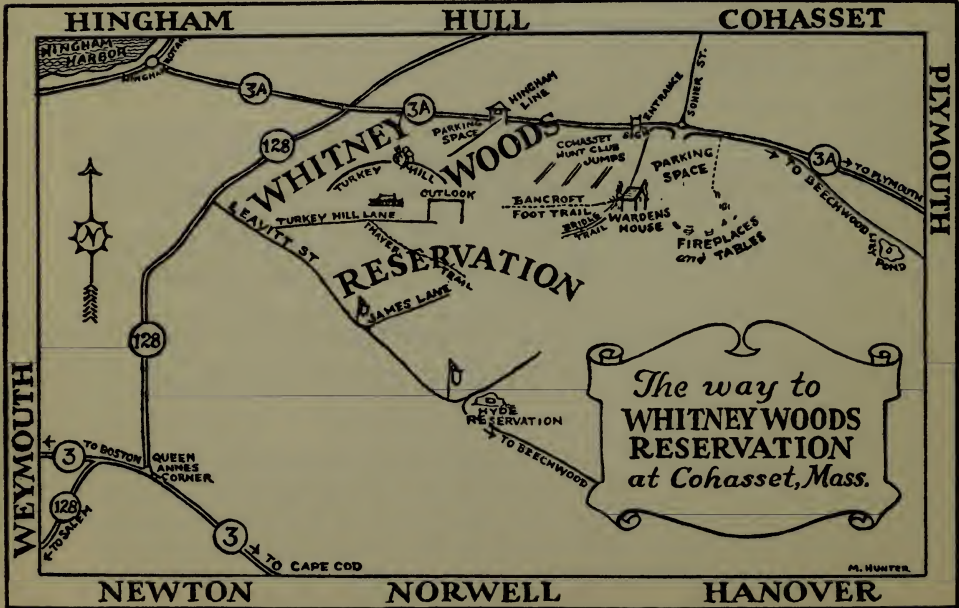 HINGHAM
HULL
COHASSET
PLYMOUTH
WEYMOUTH
NEWTON
NORWELL
HANOVER
HINGHAM
HARBOR
HINGHAM ROTARY
3A
3A
HINGHAM
LINE
PARKING
SPACE
ENTRANCE
SOHIER ST.
SIGN
128
WHITNEY
WOODS
COHASSET
HUNT CLUB
JUMPS
PARKING
SPACE
3A
TO PLYMOUTH
TO BEECHWOOD
LILY
POND
TURKEY HILL
OUTLOOK
BANCROFT
FOOT TRAIL
BRIDLE
TRAIL
WARDENS
HOUSE
FIREPLACES
and TABLES
N
LEAVITT ST
TURKEY HILL LANE
THAYER TRAIL
RESERVATION
JAMES LANE
128
HYDE
RESERVATION
TO BEECHWOOD
3
TO BOSTON
QUEEN
ANNES
CORNER
128
TO SALEM
3
TO CAPE COD
The way to
WHITNEY WOODS
RESERVATION
at Cohasset, Mass.
M. HUNTER